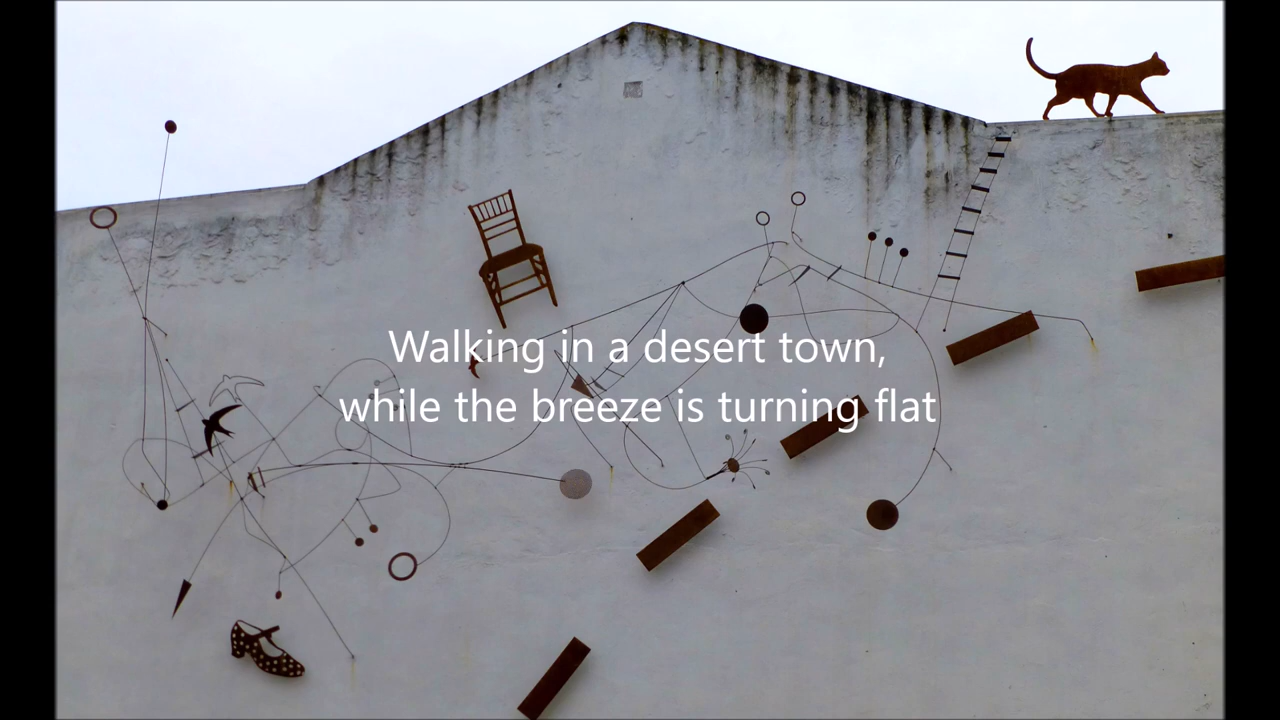 Walking in a desert town,
while the breeze is turning flat